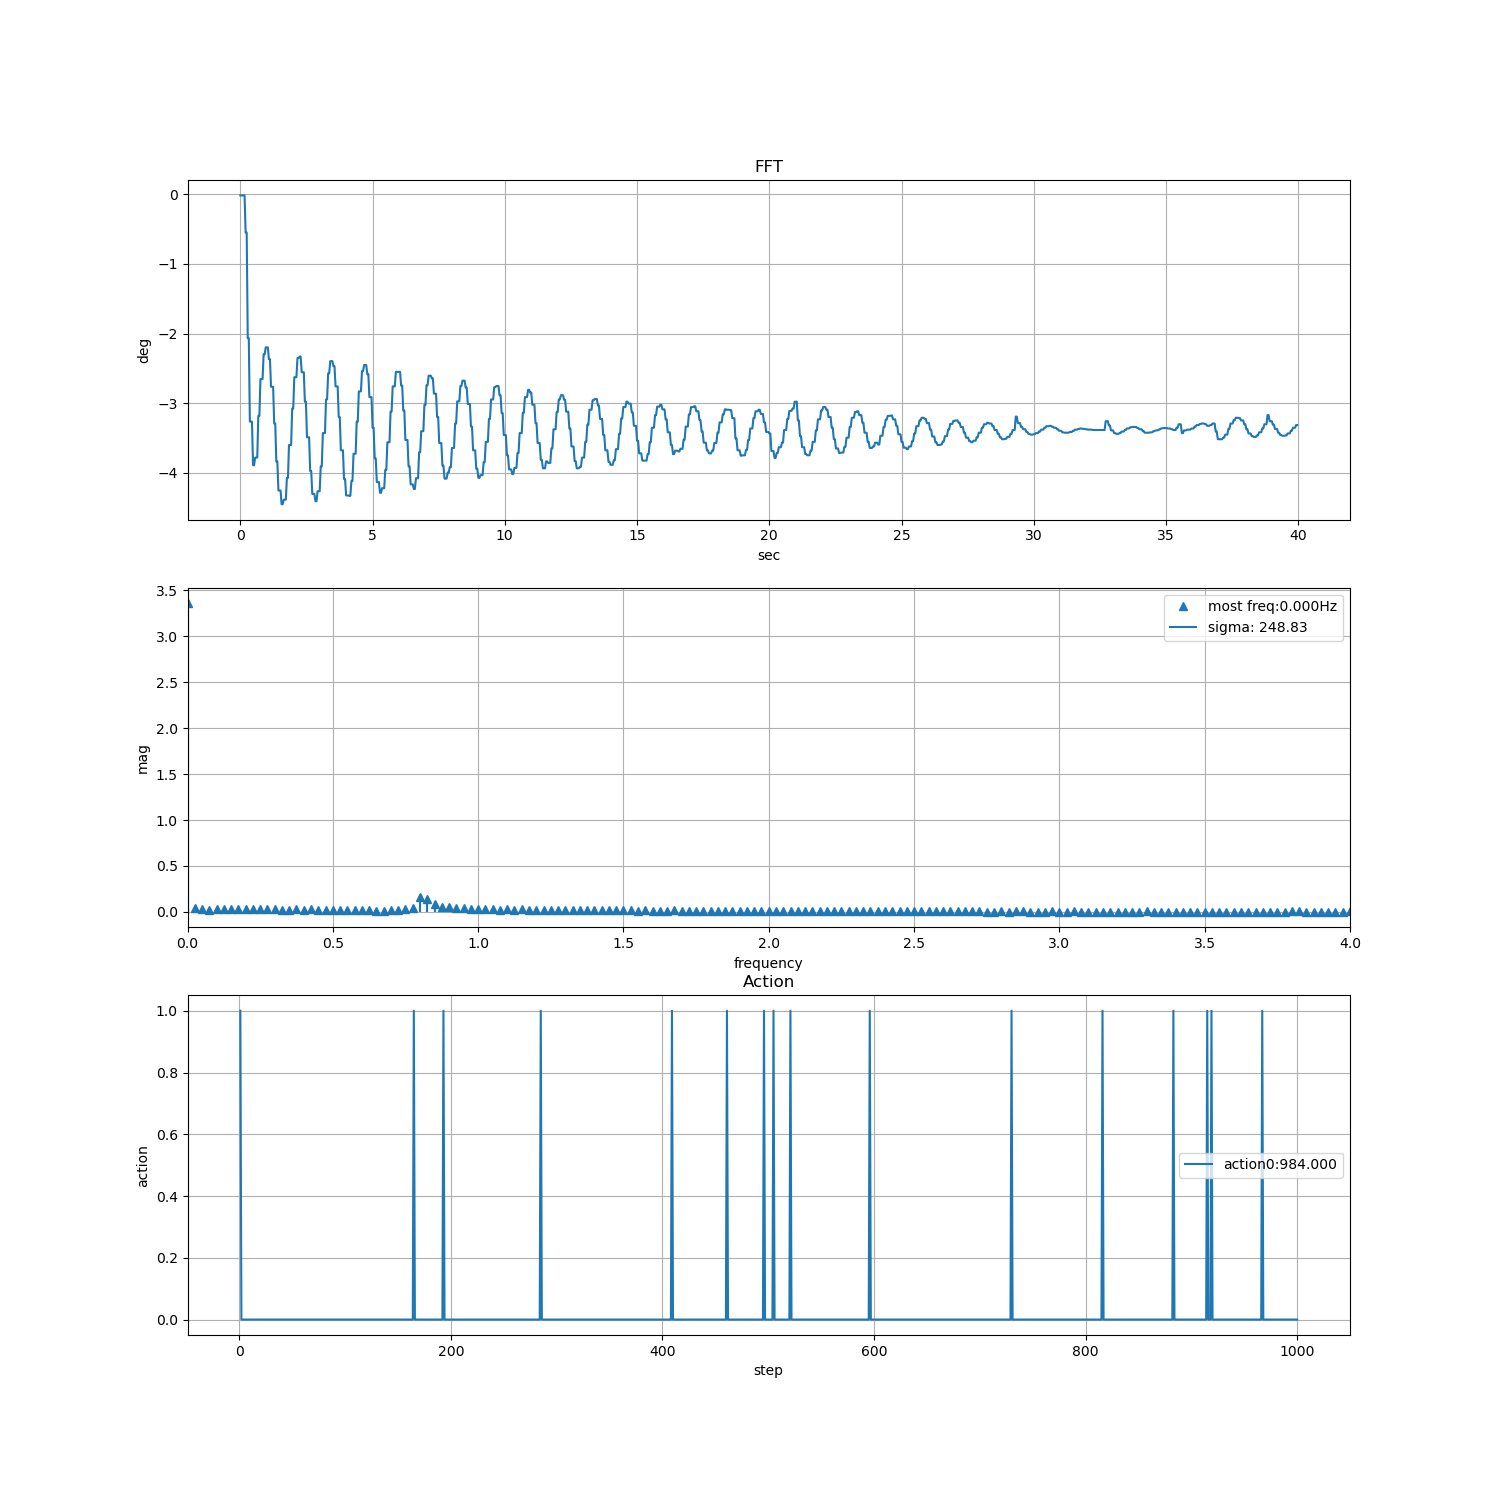 FFT
0
−1
−2
−3
−4
deg
0 5 10 15 20 25 30 35 40
sec
3.5
3.0
2.5
2.0
1.5
1.0
0.5
0.0
mag
most freq:0.000Hz
sigma: 248.83
0.0 0.5 1.0 1.5 2.0 2.5 3.0 3.5 4.0
frequency
Action
1.0
0.8
0.6
0.4
0.2
0.0
action
action0:984.000
0 200 400 600 800 1000
step